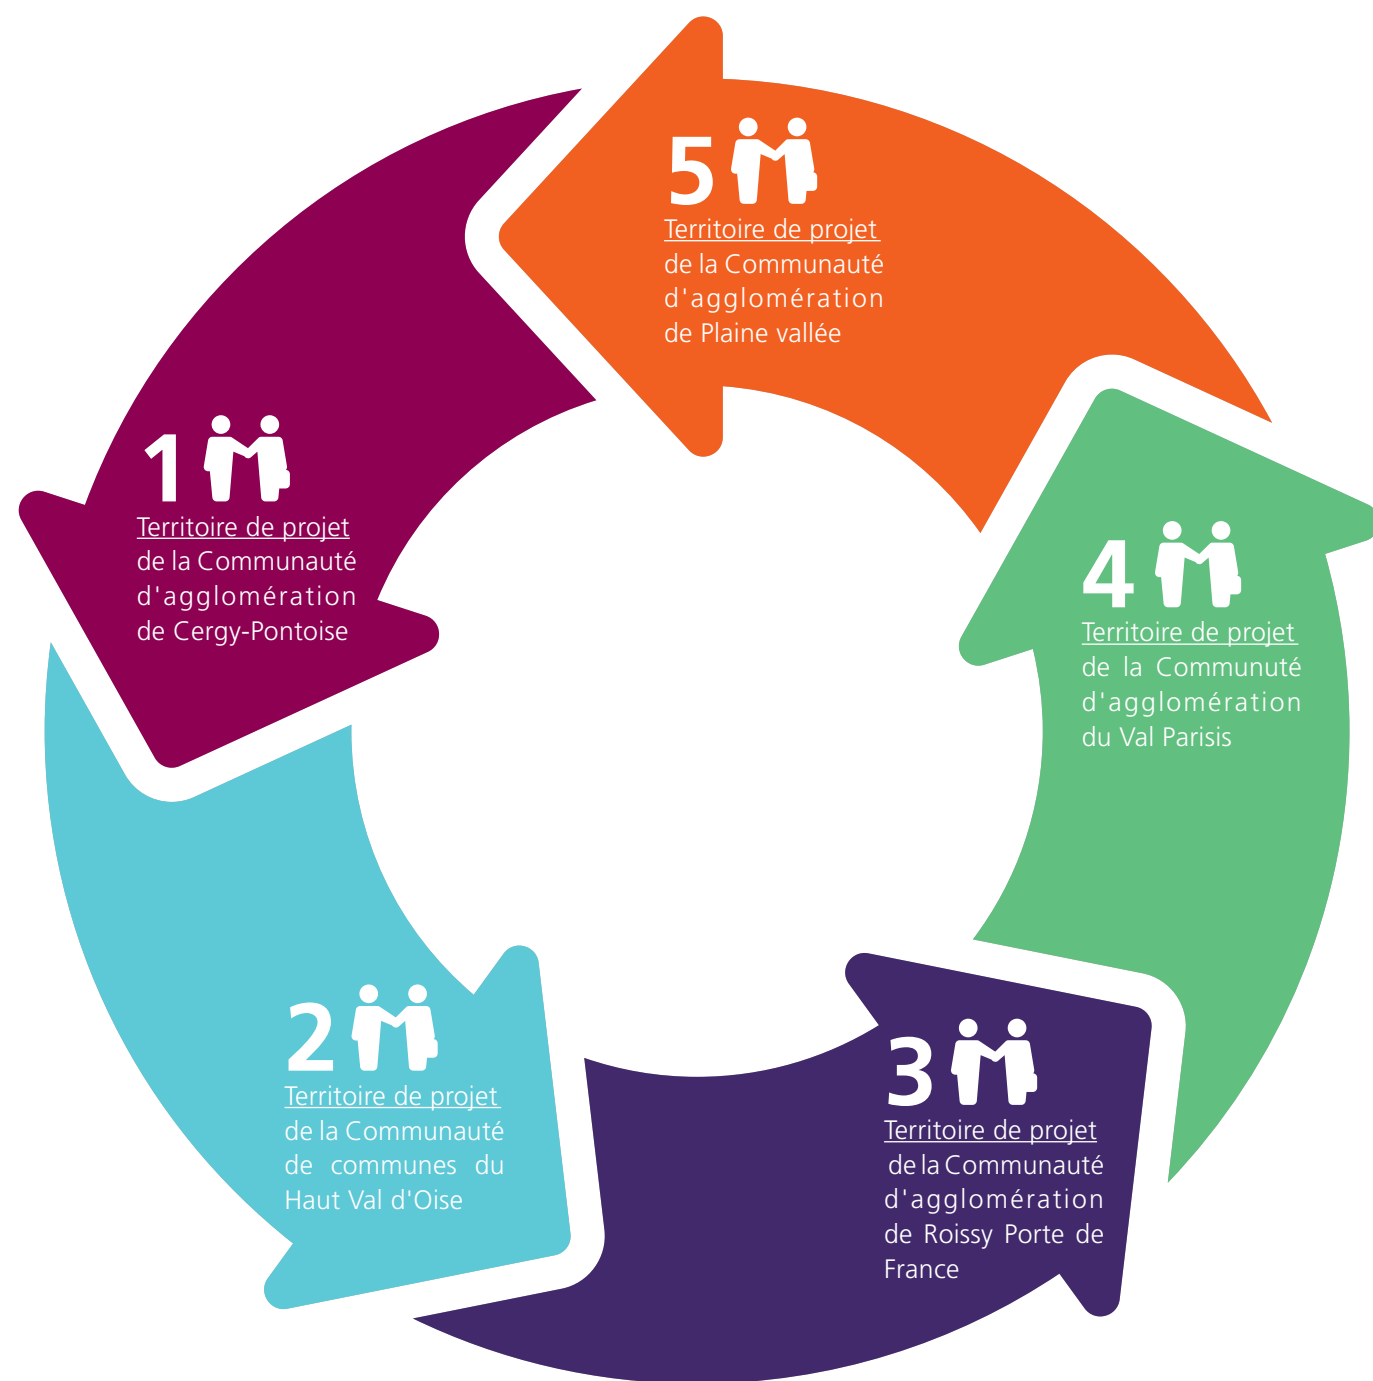 1
Territoire de projet
de la Communauté
d'agglomération
de Cergy-Pontoise
2
Territoire de projet
de la Communauté
de communes du
Haut Val d'Oise
3
Territoire de projet
de la Communauté
d'agglomération
de Roissy Porte de
France
4
Territoire de projet
de la Communuté
d'agglomération
du Val Parisis
5
Territoire de projet
de la Communauté
d'agglomération
de Plaine vallée